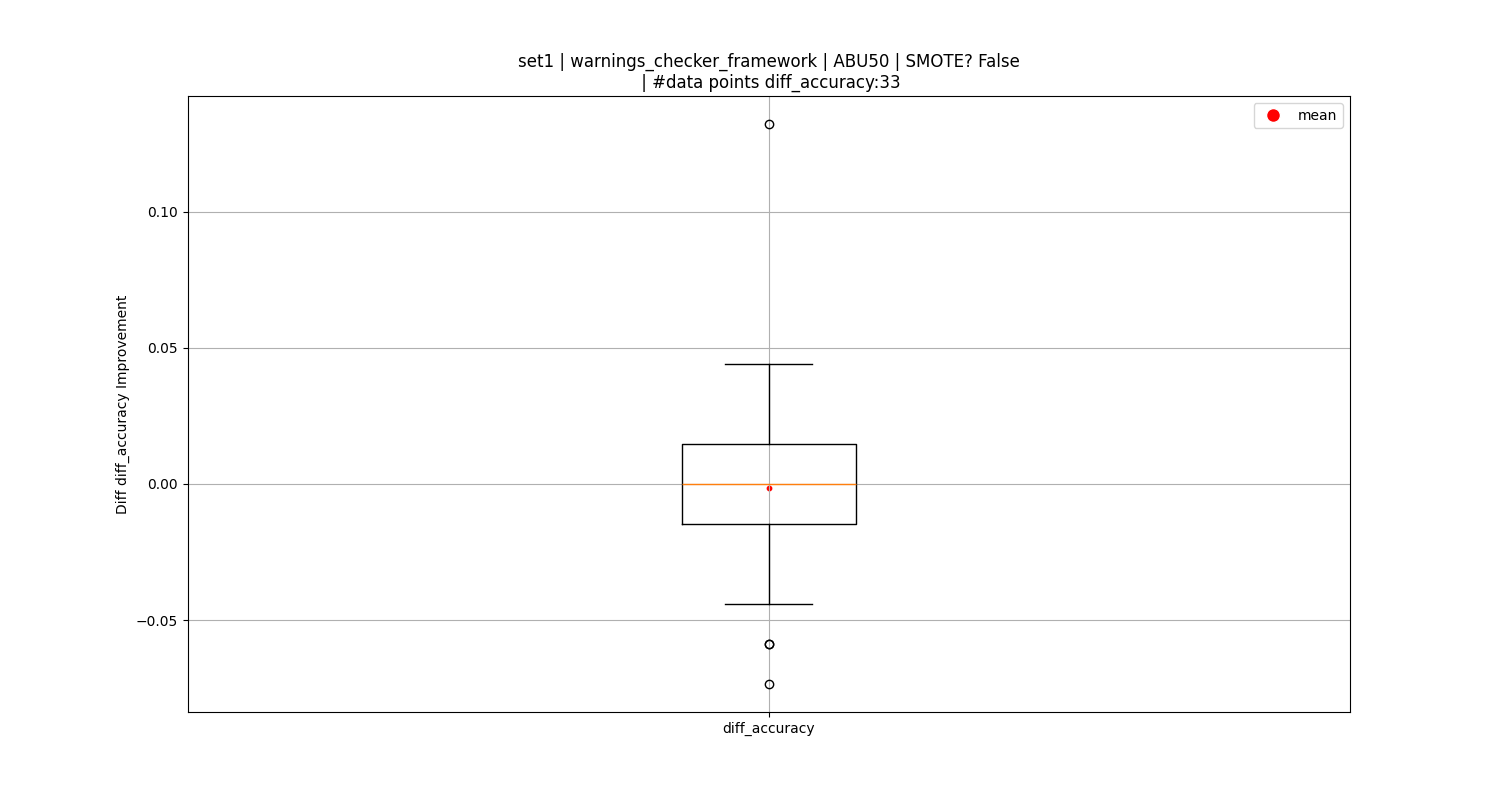 set1 | warnings_checker_framework | ABU50 | SMOTE? False
| #data points diff_accuracy:33
mean
0.10
0.05
0.00
−0.05
Diff diff_accuracy Improvement
diff_accuracy